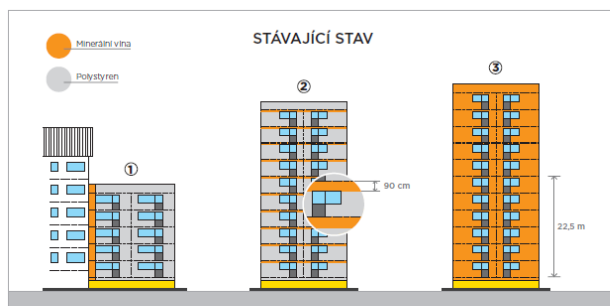 STÁVAJÍCÍ STAV
Minerální vlna
Polystyren
①
②
③
90 cm
22,5 m